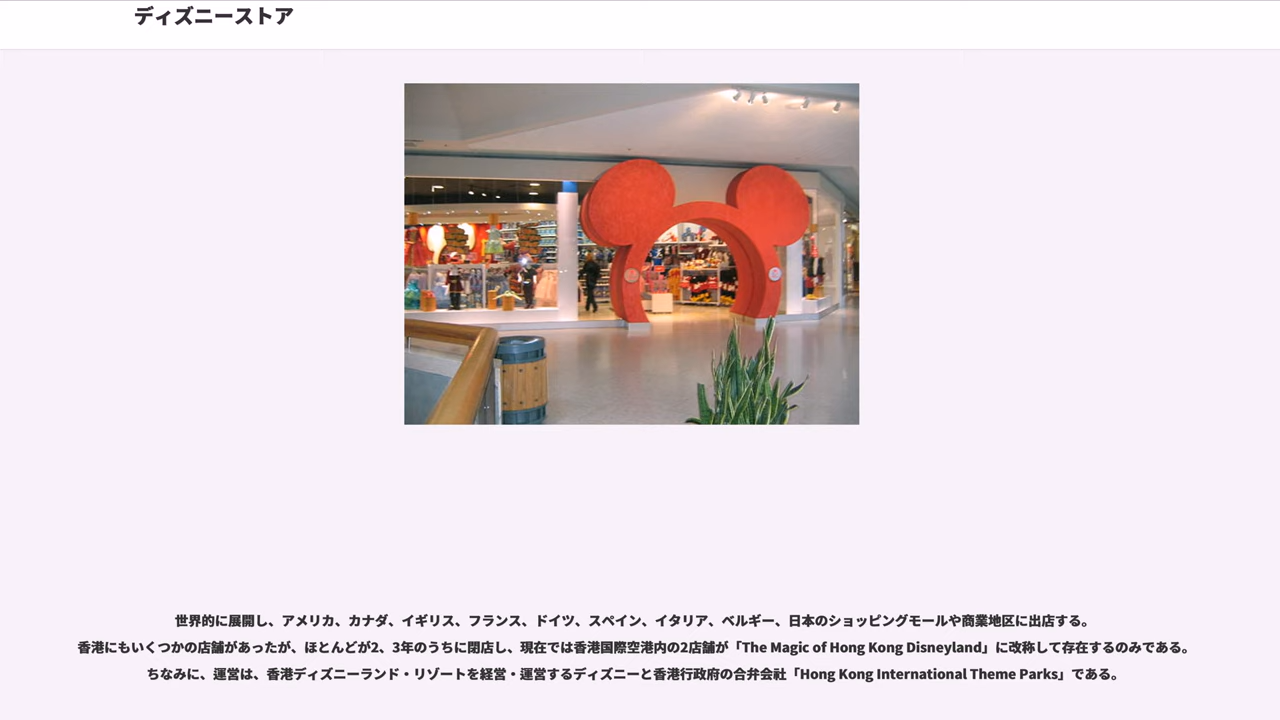 ディズニーストア
世界的に展開し、アメリカ、カナダ、イギリス、フランス、ドイツ、スペイン、イタリア、ベルギー、日本のショッピングモールや商業地区に出店する。
香港にもいくつかの店舗があったが、ほとんどが2、3年のうちに閉店し、現在では香港国際空港内の2店舗が「The Magic of Hong Kong Disneyland」に改称して存在するのみである。
ちなみに、運営は、香港ディズニーランド・リゾートを経営・運営するディズニーと香港行政府の合弁会社「Hong Kong International Theme Parks」である。